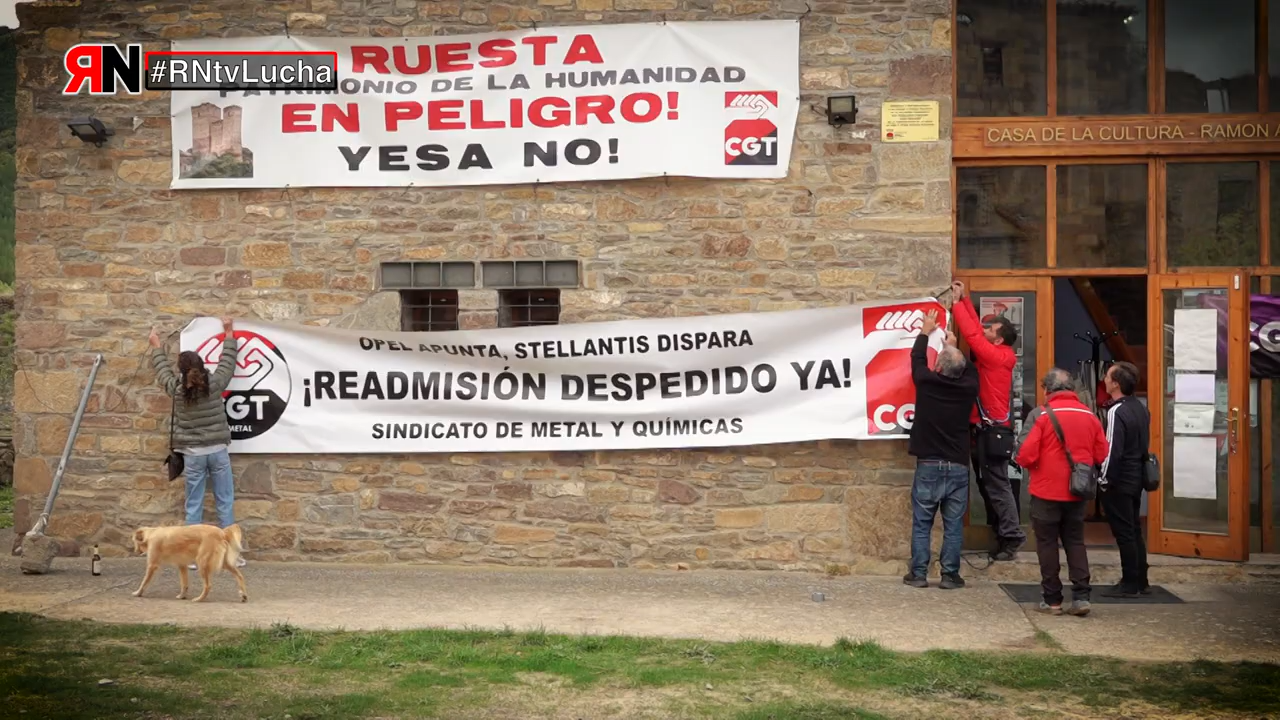 RN #RNtvLucha
RUESTA
PATRIMONIO DE LA HUMANIDAD
EN PELIGRO!
YESA NO!
CGT
CASA DE LA CULTURA - RAMON
OPEL APUNTA, STELLANTIS DISPARA
¡READMISIÓN DESPEDIDO YA!
SINDICATO DE METAL Y QUÍMICAS
CGT
METAL